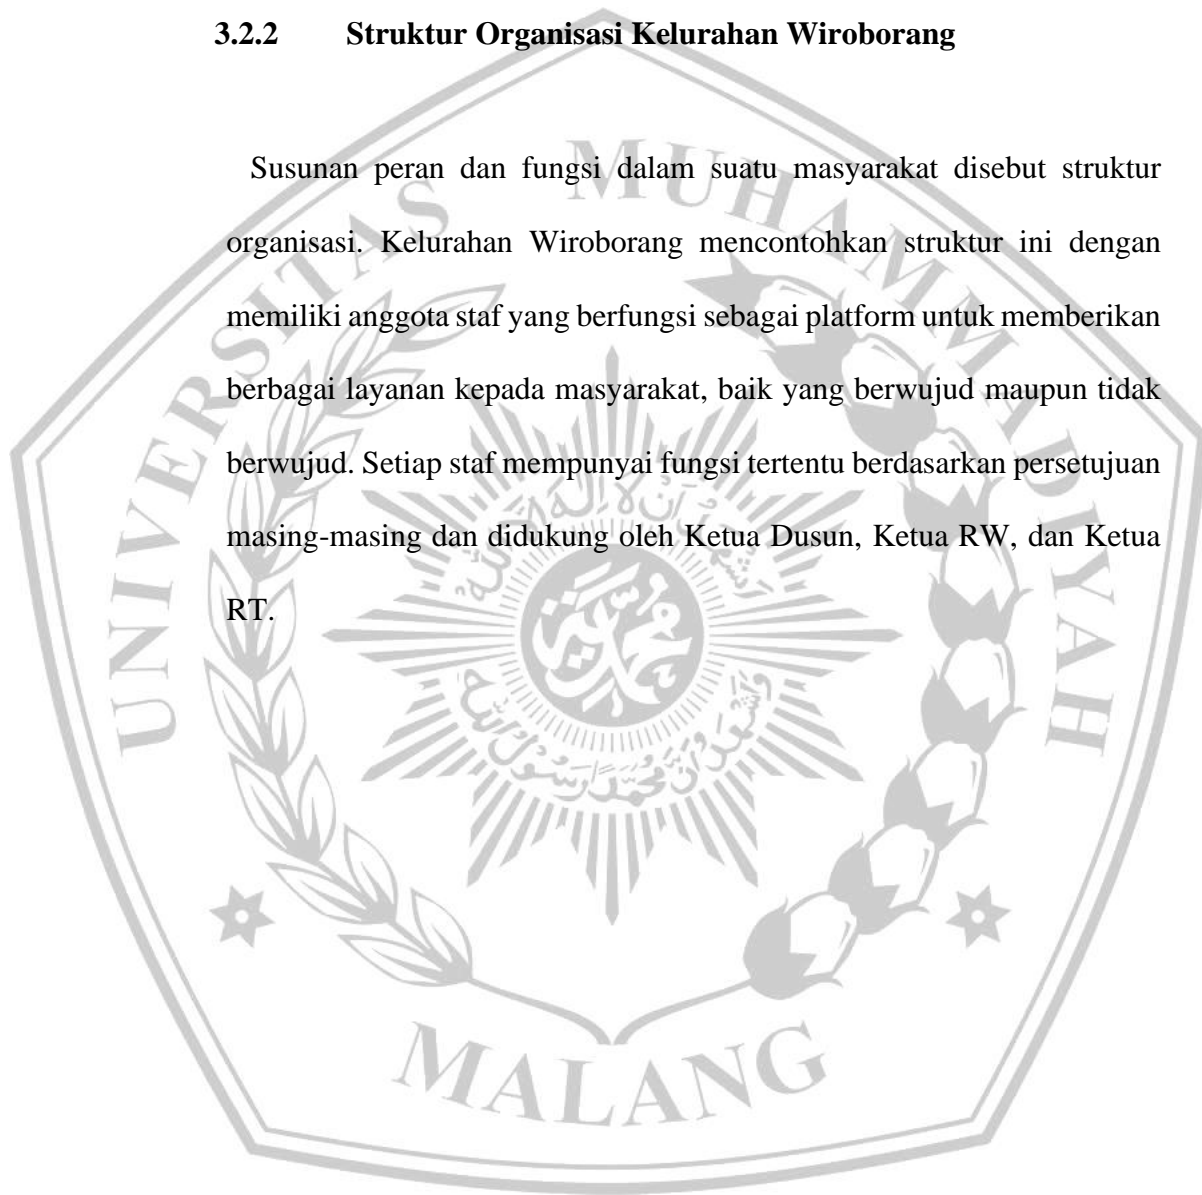 3.2.2 Struktur Organisasi Kelurahan Wiroborang
Susunan peran dan fungsi dalam suatu masyarakat disebut struktur
organisasi. Kelurahan Wiroborang mencontohkan struktur ini dengan
memiliki anggota staf yang berfungsi sebagai platform untuk memberikan
berbagai layanan kepada masyarakat, baik yang berwujud maupun tidak
berwujud. Setiap staf mempunyai fungsi tertentu berdasarkan persetujuan
masing-masing dan didukung oleh Ketua Dusun, Ketua RW, dan Ketua
RT.
UNIVERSITAS MUHAMMADIYAH
MALANG